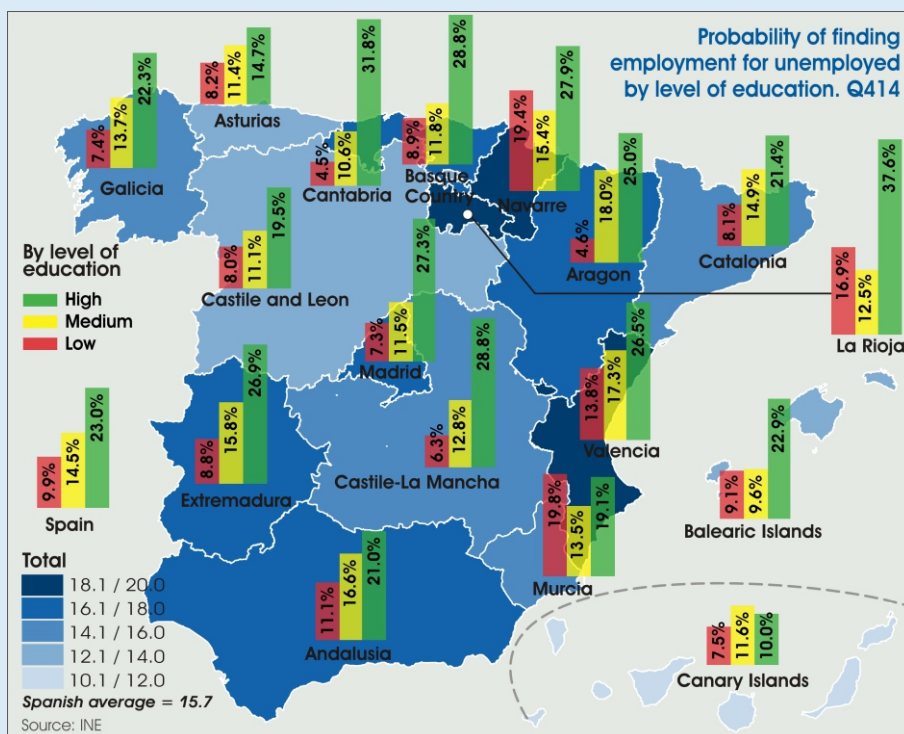 Probability of finding
employment for unemployed
by level of education. Q414
8.2% 11.4% 14.7%
Asturias
7.4% 13.7% 22.3%
Galicia
4.5% 10.6% 31.8%
Cantabria
8.9% 11.8% 28.8%
Basque
Country
19.4% 15.4% 27.9%
Navarre
4.6% 18.0% 25.0%
Aragon
8.1% 14.9% 21.4%
Catalonia
16.9% 12.5% 37.6%
La Rioja
8.0% 11.1% 19.5%
Castile and Leon
By level of
education
High
Medium
Low
7.3% 11.5% 27.3%
Madrid
13.8% 17.3% 26.5%
Valencia
8.8% 15.8% 26.9%
Extremadura
6.3% 12.8% 28.8%
Castile-La Mancha
9.1% 9.6% 22.9%
Balearic Islands
9.9% 14.5% 23.0%
Spain
19.8% 13.5% 19.1%
Murcia
11.1% 16.6% 21.0%
Andalusia
7.5% 11.6% 10.0%
Canary Islands
Total
18.1 / 20.0
16.1 / 18.0
14.1 / 16.0
12.1 / 14.0
10.1 / 12.0
Spanish average = 15.7
Source: INE